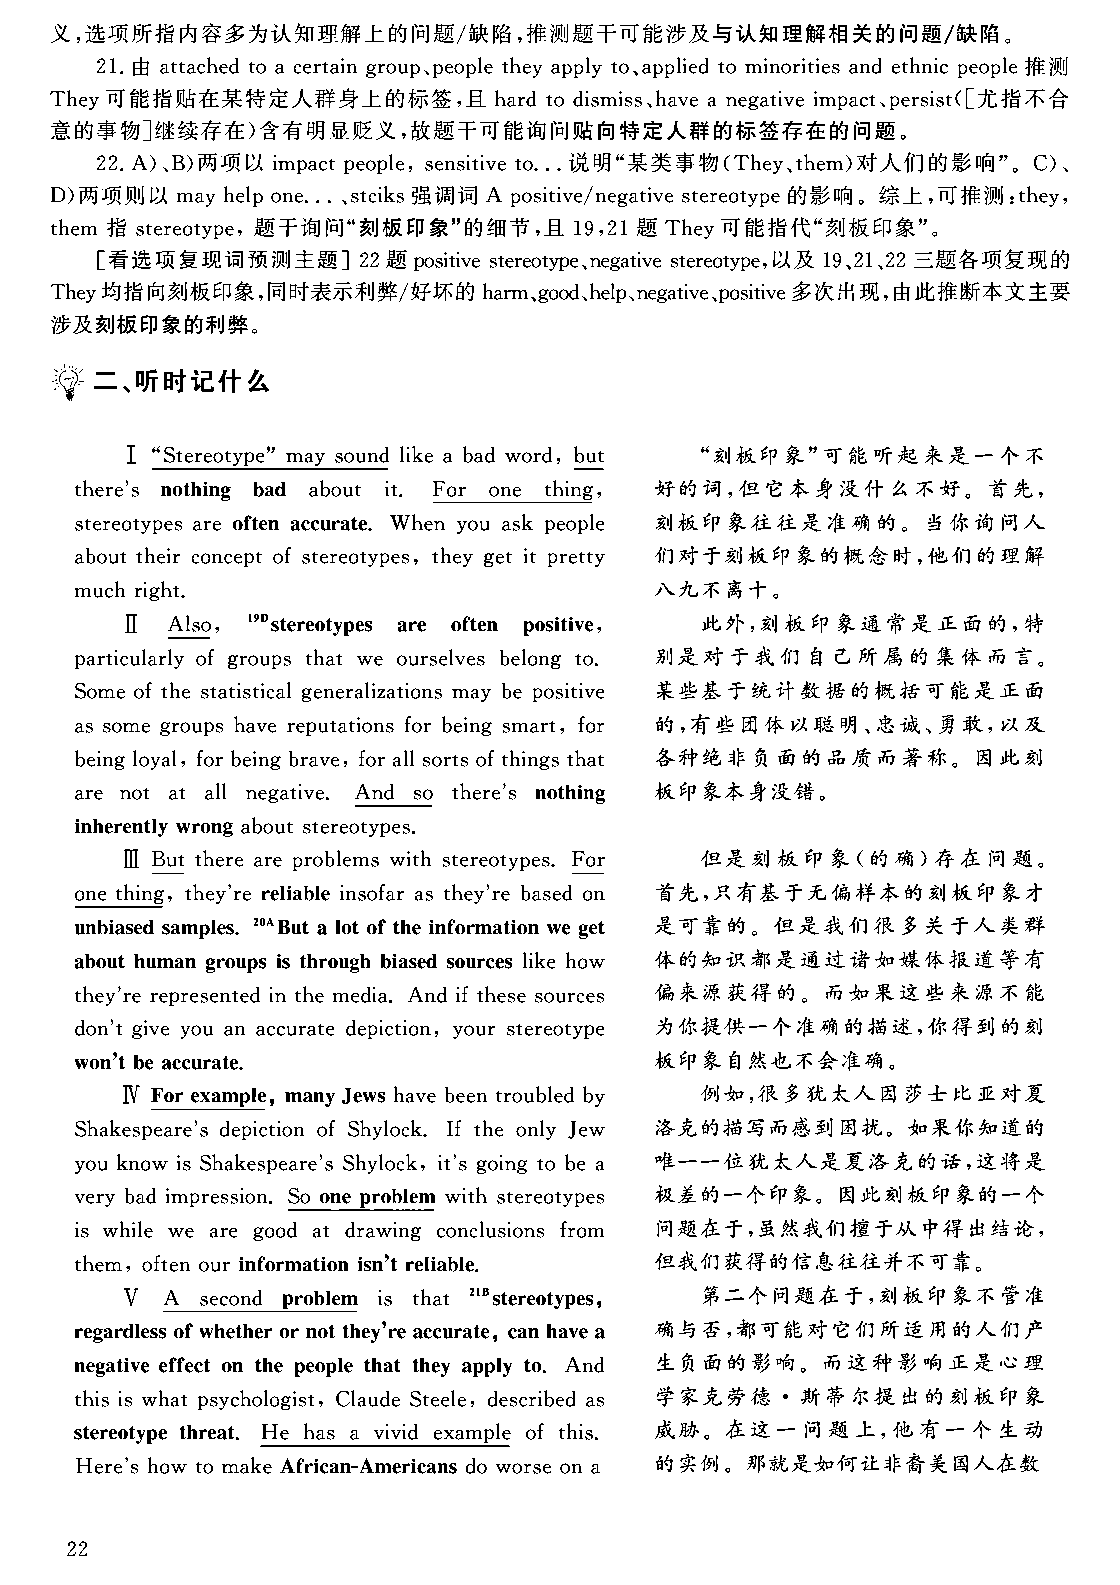 义,选项所指内容多为认知理解上的问题/缺陷,推测题干可能涉及与认知理解相关的问题/缺陷。
21. 由 attached to a certain group、people they apply to、applied to minorities and ethnic people 推测
They 可能指贴在某特定人群身上的标签,且 hard to dismiss、have a negative impact、persist([尤指不合
意的事物]继续存在)含有明显贬义,故题干可能询问贴向特定人群的标签存在的问题。
22. A)、B)两项以 impact people, sensitive to... 说明“某类事物(They、them)对人们的影响”。C)、
D)两项则以 may help one... 、stciks 强调词 A positive/negative stereotype 的影响。综上,可推测:they,
them 指 stereotype, 题干询问“刻板印象”的细节,且 19,21 题 They 可能指代“刻板印象”。
[看选项复现词预测主题] 22 题 positive stereotype、negative stereotype,以及 19、21、22 三题各项复现的
They 均指向刻板印象,同时表示利弊/好坏的 harm、good、help、negative、positive 多次出现,由此推断本文主要
涉及刻板印象的利弊。
二、听时记什么
Ⅰ “Stereotype” may sound like a bad word, but
there's nothing bad about it. For one thing,
stereotypes are often accurate. When you ask people
about their concept of stereotypes, they get it pretty
much right.
Ⅱ Also, 19Dstereotypes are often positive,
particularly of groups that we ourselves belong to.
Some of the statistical generalizations may be positive
as some groups have reputations for being smart, for
being loyal, for being brave, for all sorts of things that
are not at all negative. And so there's nothing
inherently wrong about stereotypes.
Ⅲ But there are problems with stereotypes. For
one thing, they're reliable insofar as they're based on
unbiased samples. 20ABut a lot of the information we get
about human groups is through biased sources like how
they're represented in the media. And if these sources
don't give you an accurate depiction, your stereotype
won't be accurate.
Ⅳ For example, many Jews have been troubled by
Shakespeare's depiction of Shylock. If the only Jew
you know is Shakespeare's Shylock, it's going to be a
very bad impression. So one problem with stereotypes
is while we are good at drawing conclusions from
them, often our information isn't reliable.
Ⅴ A second problem is that 21Bstereotypes,
regardless of whether or not they're accurate, can have a
negative effect on the people that they apply to. And
this is what psychologist, Claude Steele, described as
stereotype threat. He has a vivid example of this.
Here's how to make African-Americans do worse on a
“刻板印象”可能听起来是一个不
好的词,但它本身没什么不好。首先,
刻板印象往往是准确的。当你询问人
们对于刻板印象的概念时,他们的理解
八九不离十。
此外,刻板印象通常是正面的,特
别是对于我们自己所属的集体而言。
某些基于统计数据的概括可能是正面
的,有些团体以聪明、忠诚、勇敢,以及
各种绝非负面的品质而著称。因此刻
板印象本身没错。
但是刻板印象(的确)存在问题。
首先,只有基于无偏样本的刻板印象才
是可靠的。但是我们很多关于人类群
体的知识都是通过诸如媒体报道等有
偏来源获得的。而如果这些来源不能
为你提供一个准确的描述,你得到的刻
板印象自然也不会准确。
例如,很多犹太人因莎士比亚对夏
洛克的描写而感到困扰。如果你知道的
唯一一位犹太人是夏洛克的话,这将是
极差的一个印象。因此刻板印象的一个
问题在于,虽然我们擅于从中得出结论,
但我们获得的信息往往并不可靠。
第二个问题在于,刻板印象不管准
确与否,都可能对它们所适用的人们产
生负面的影响。而这种影响正是心理
学家克劳德·斯蒂尔提出的刻板印象
威胁。在这一问题上,他有一个生动
的实例。那就是如何让非裔美国人在数
22